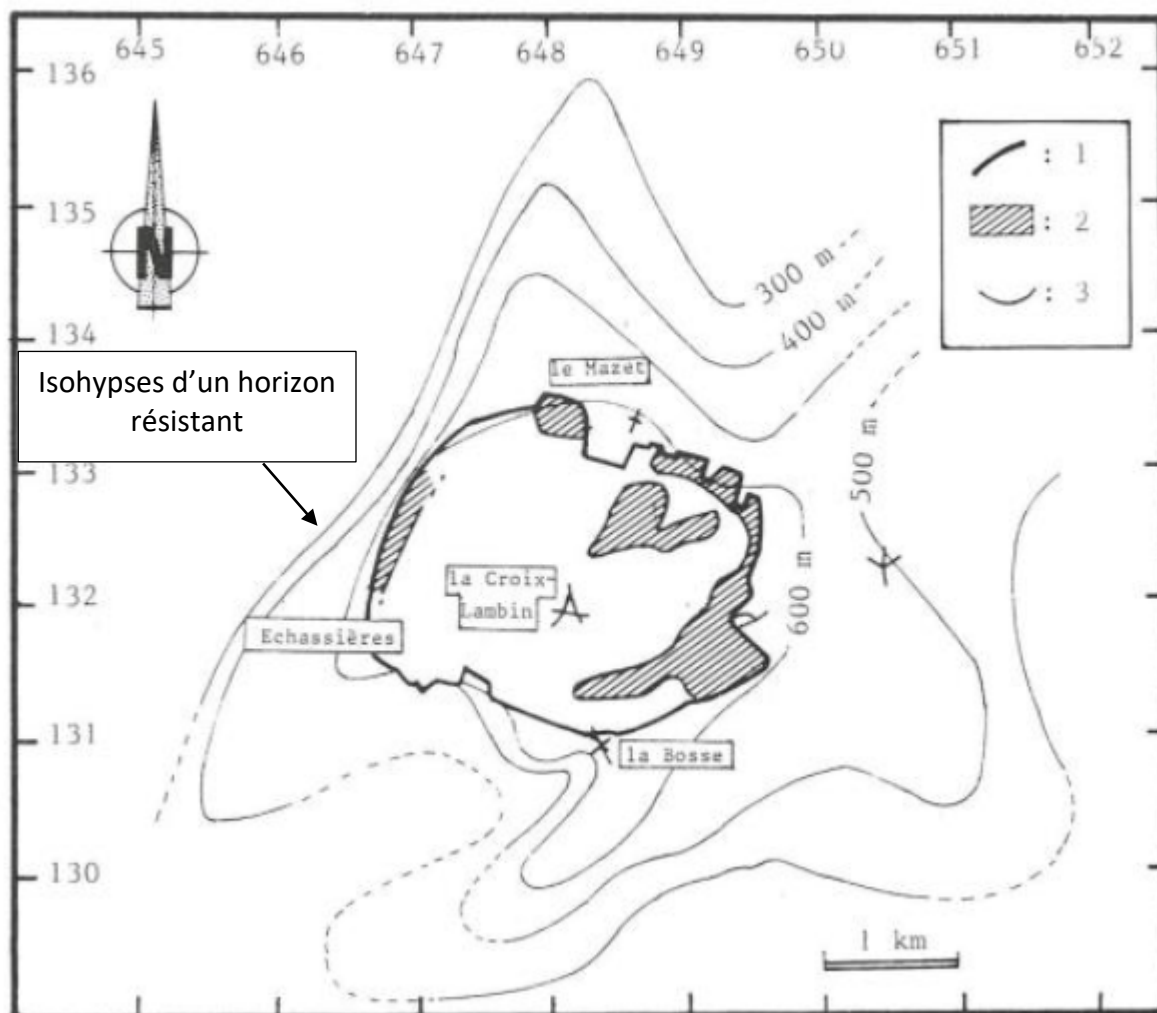 645 646 647 648 649 650 651 652
136
135
134
133
132
131
130
N
: 1
: 2
: 3
300 m
400 m
500 m
600 m
Isohypses d’un horizon
résistant
le Mazet
la Croix-
Lambin
Echassières
la Bosse
1 km